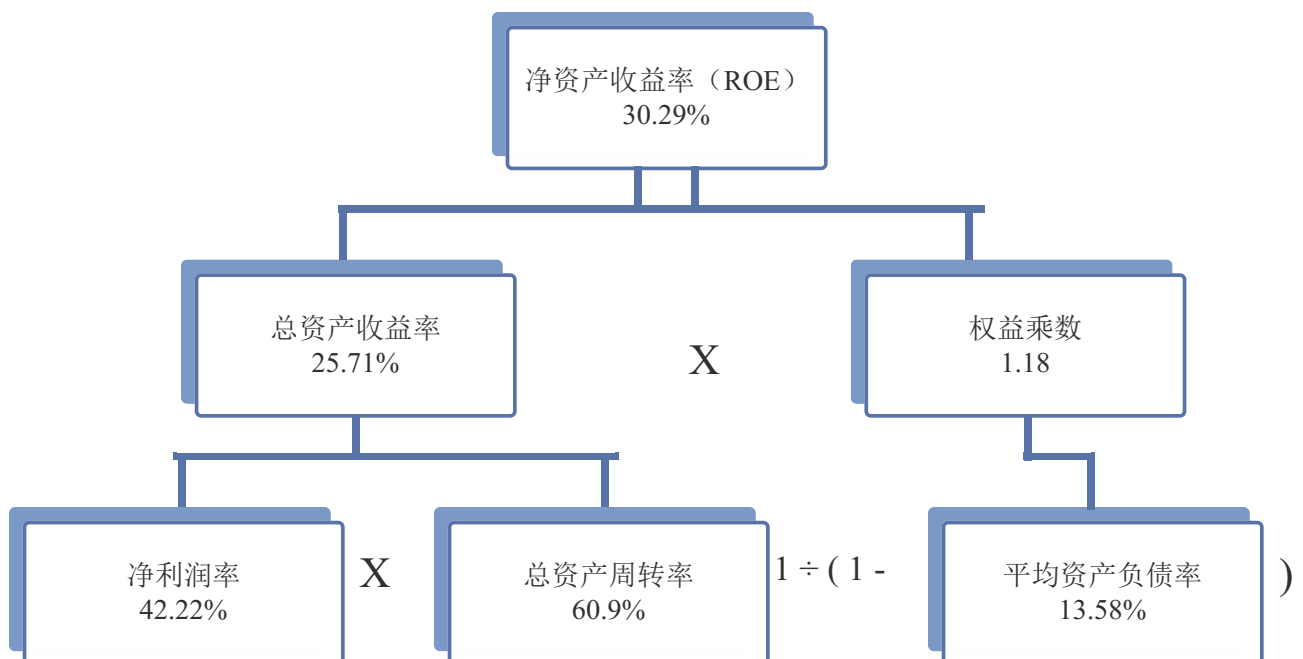 净资产收益率（ROE）
30.29%
总资产收益率
25.71%
X
权益乘数
1.18
净利润率
42.22%
X
总资产周转率
60.9%
1 ÷ ( 1 -
平均资产负债率
13.58%
)